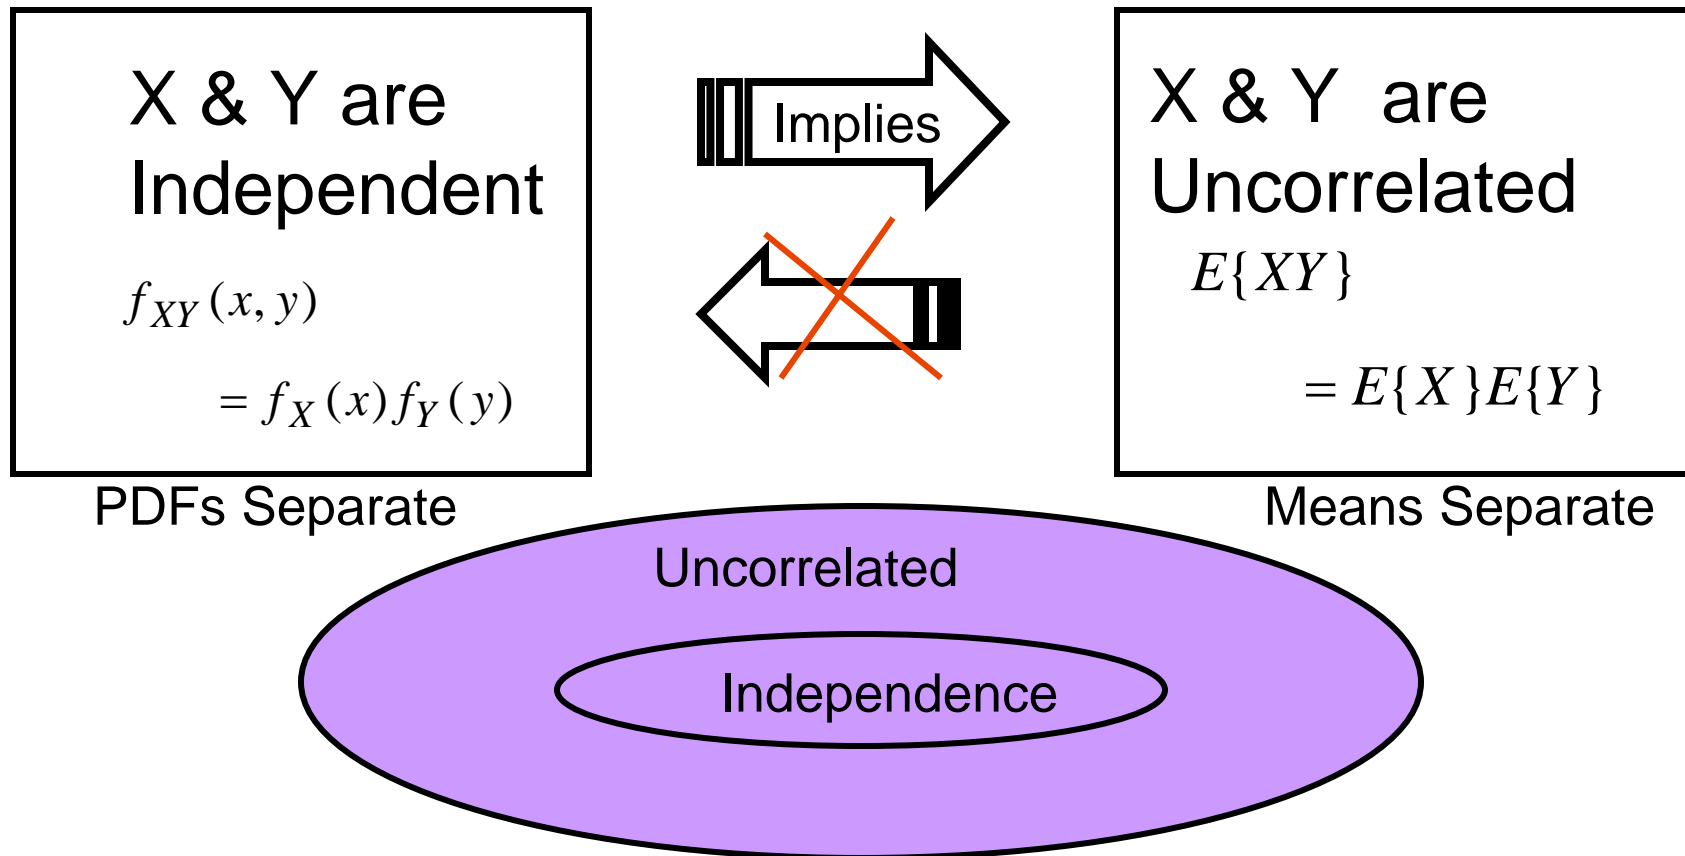 X & Y are
Independent
f_{XY}(x, y)
= f_X(x)f_Y(y)
PDFs Separate
Implies
X & Y are
Uncorrelated
E{XY}
= E{X}E{Y}
Means Separate
Uncorrelated
Independence